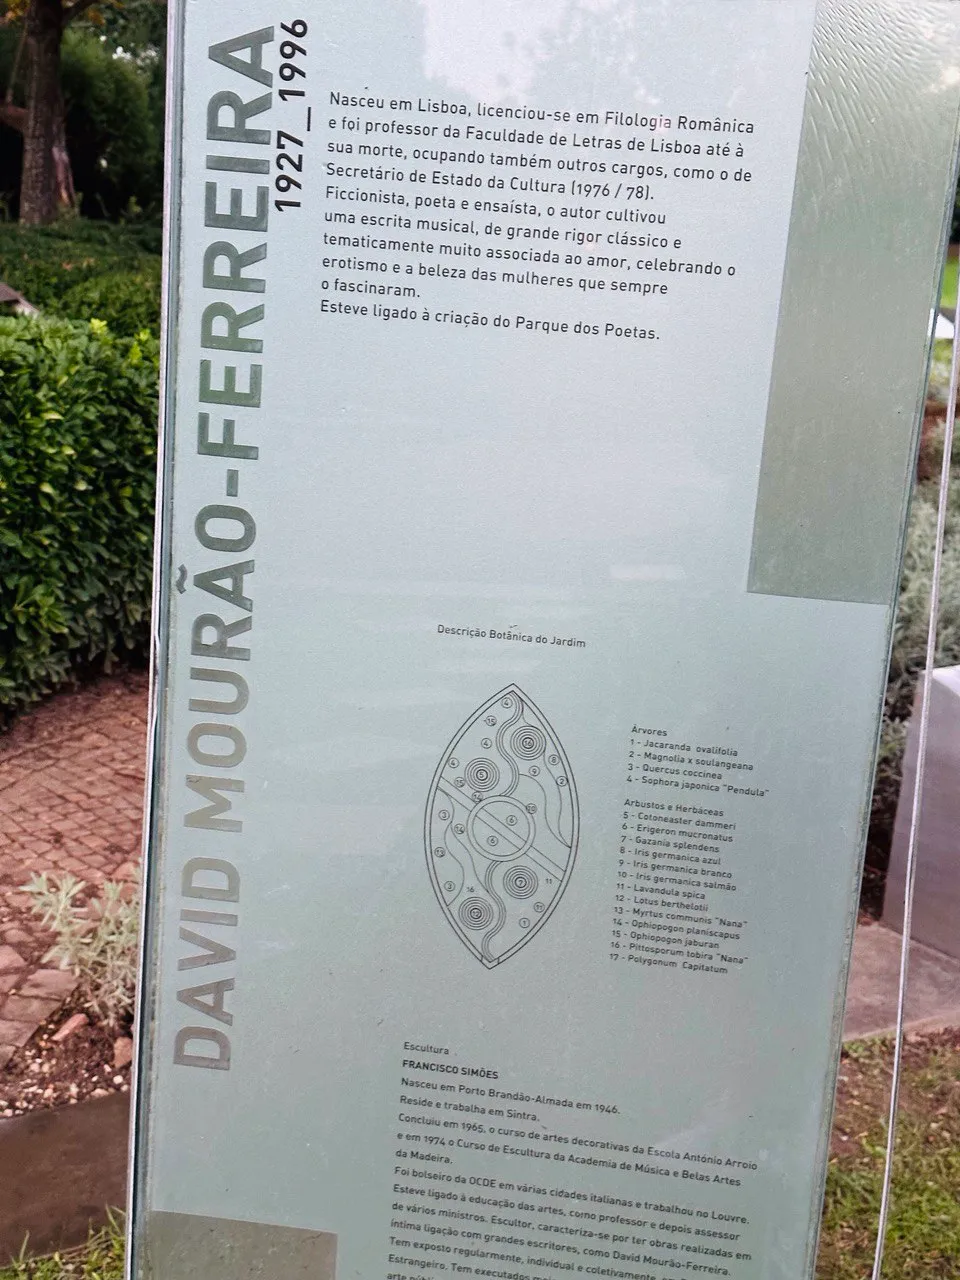 DAVID MOURÃO-FERREIRA
1927_1996
Nasceu em Lisboa, licenciou-se em Filologia Românica
e foi professor da Faculdade de Letras de Lisboa até à
sua morte, ocupando também outros cargos, como o de
Secretário de Estado da Cultura (1976 / 78).
Ficcionista, poeta e ensaísta, o autor cultivou
uma escrita musical, de grande rigor clássico e
tematicamente muito associada ao amor, celebrando o
erotismo e a beleza das mulheres que sempre
o fascinaram.
Esteve ligado à criação do Parque dos Poetas.
Descrição Botânica do Jardim
Árvores
1 - Jacaranda ovalifolia
2 - Magnolia x soulangeana
3 - Quercus coccinea
4 - Sophora japonica "Pendula"
Arbustos e Herbáceas
5 - Cotoneaster dammeri
6 - Erigeron mucronatus
7 - Gazania splendens
8 - Iris germanica azul
9 - Iris germanica branco
10 - Iris germanica salmão
11 - Lavandula spica
12 - Lotus berthelotii
13 - Myrtus communis "Nana"
14 - Ophiopogon planiscapus
15 - Ophiopogon jaburan
16 - Pittosporum tobira "Nana"
17 - Polygonum Capitatum
Escultura
FRANCISCO SIMÕES
Nasceu em Porto Brandão-Almada em 1946.
Reside e trabalha em Sintra.
Concluiu em 1965, o curso de artes decorativas da Escola António Arroio
e em 1974 o Curso de Escultura da Academia de Música e Belas Artes
da Madeira.
Foi bolseiro da OCDE em várias cidades italianas e trabalhou no Louvre.
Esteve ligado à educação das artes, como professor e depois assessor
de vários ministros. Escultor, caracteriza-se por ter obras realizadas em
íntima ligação com grandes escritores, como David Mourão-Ferreira.
Tem exposto regularmente, individual e coletivamente,
Estrangeiro. Tem executado
arte